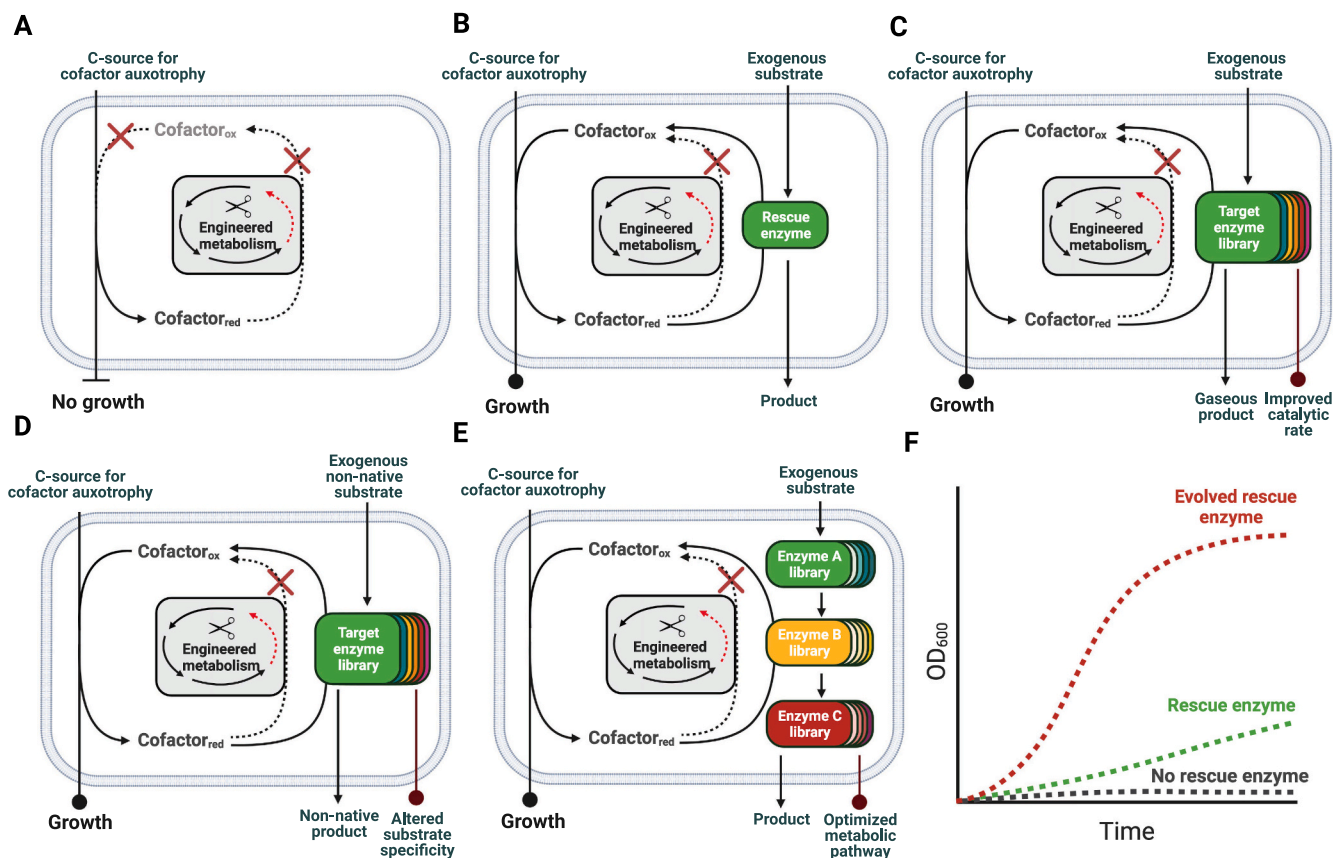 A
C-source for
cofactor auxotrophy
Cofactorox
Engineered
metabolism
Cofactorred
No growth
B
C-source for
cofactor auxotrophy
Exogenous
substrate
Cofactorox
Engineered
metabolism
Rescue
enzyme
Cofactorred
Growth
Product
C
C-source for
cofactor auxotrophy
Exogenous
substrate
Cofactorox
Engineered
metabolism
Target
enzyme
library
Cofactorred
Growth
Gaseous
product
Improved
catalytic
rate
D
C-source for
cofactor auxotrophy
Exogenous
non-native
substrate
Cofactorox
Engineered
metabolism
Target
enzyme
library
Cofactorred
Growth
Non-native
product
Altered
substrate
specificity
E
C-source for
cofactor auxotrophy
Exogenous
substrate
Cofactorox
Engineered
metabolism
Enzyme A
library
Enzyme B
library
Enzyme C
library
Cofactorred
Growth
Product
Optimized
metabolic
pathway
F
OD600
Evolved rescue
enzyme
Rescue enzyme
No rescue enzyme
Time